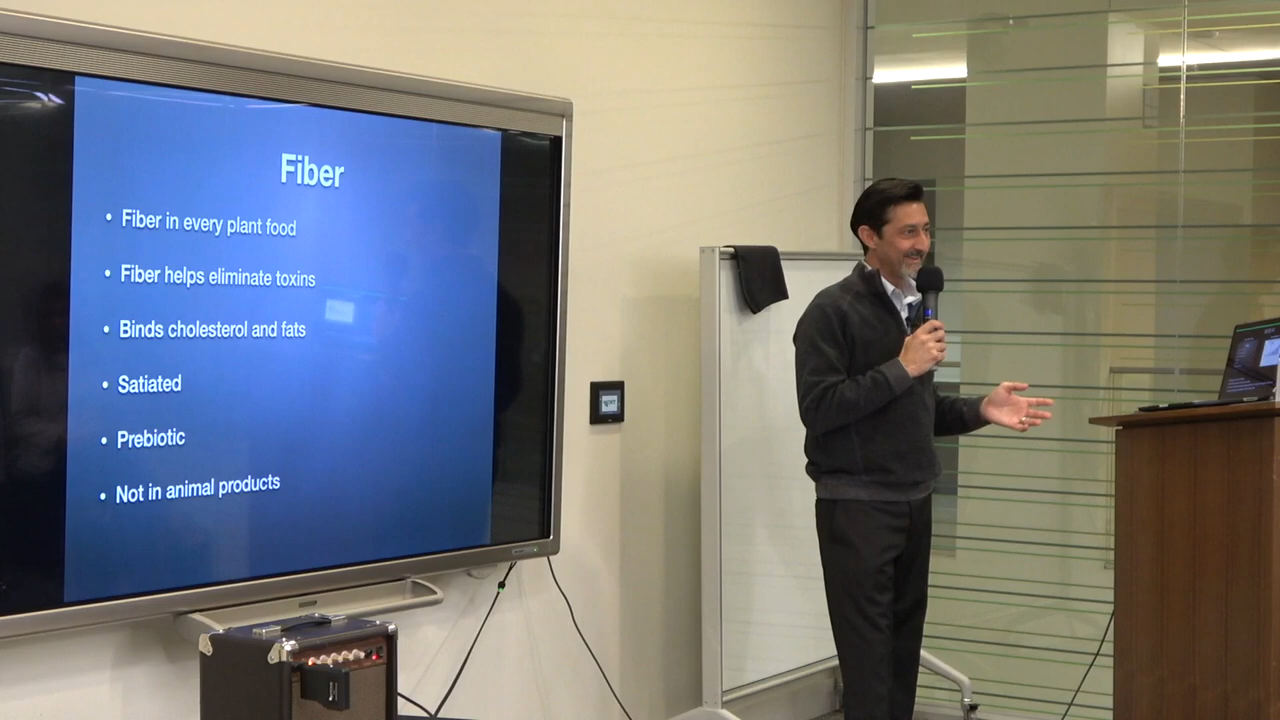 Fiber
• Fiber in every plant food
• Fiber helps eliminate toxins
• Binds cholesterol and fats
• Satiated
• Prebiotic
• Not in animal products